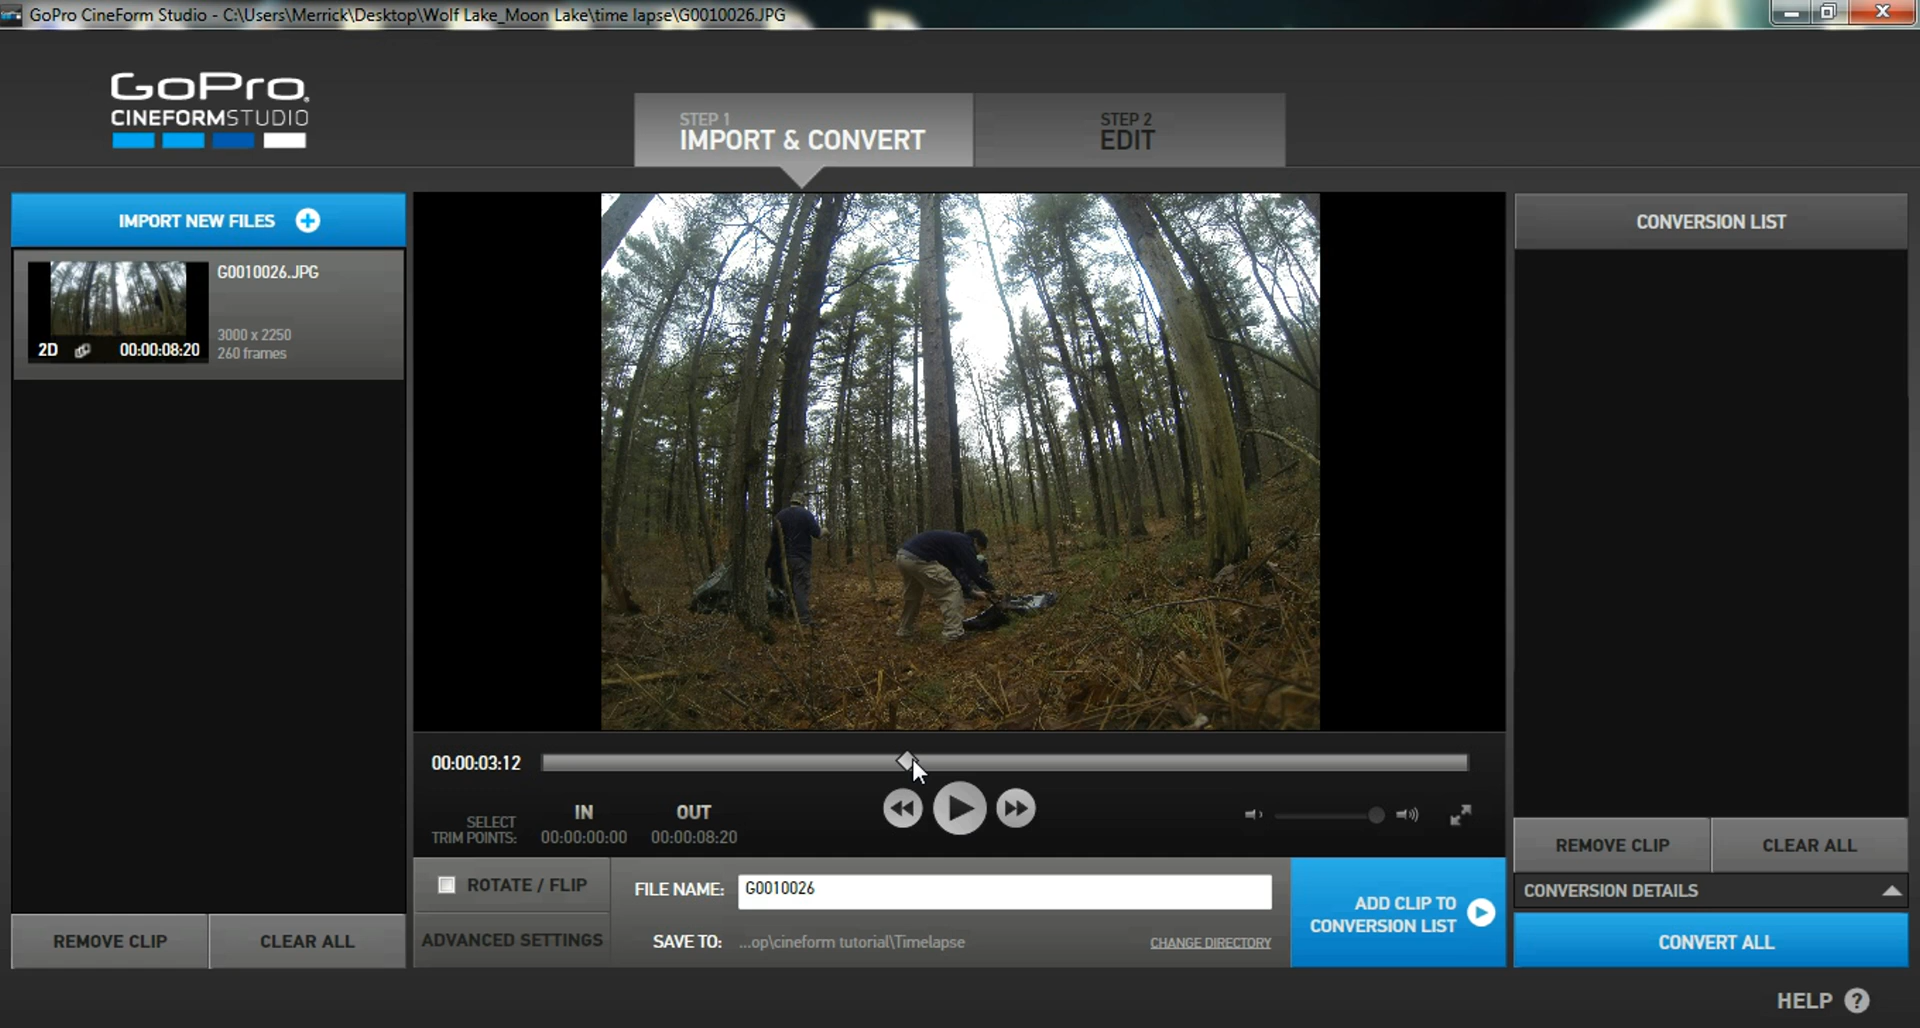 GoPro CineForm Studio - C:\Users\Merrick\Desktop\Wolf Lake_Moon Lake\time lapse\G0010026.JPG
GoPro
CINEFORMSTUDIO
STEP 1
IMPORT & CONVERT
STEP 2
EDIT
IMPORT NEW FILES
G0010026.JPG
3000 x 2250
260 frames
2D
00:00:08:20
CONVERSION LIST
00:00:03:12
SELECT
TRIM POINTS:
IN
00:00:00:00
OUT
00:00:08:20
ROTATE / FLIP
ADVANCED SETTINGS
FILE NAME:
G0010026
SAVE TO:
...op\cineform tutorial\Timelapse
CHANGE DIRECTORY
ADD CLIP TO
CONVERSION LIST
REMOVE CLIP
CLEAR ALL
REMOVE CLIP
CLEAR ALL
CONVERSION DETAILS
CONVERT ALL
HELP ?